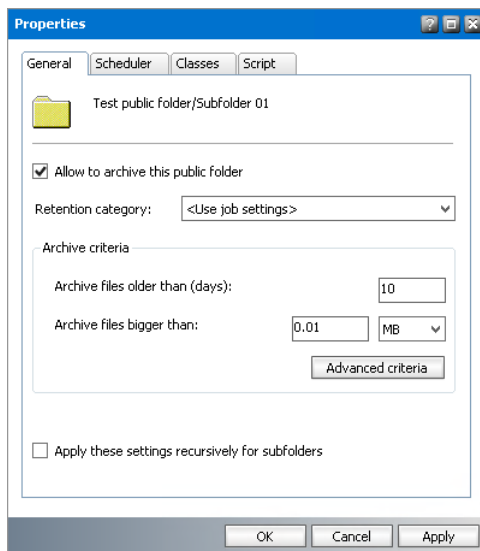 Properties
General Scheduler Classes Script
Test public folder/Subfolder 01
Allow to archive this public folder
Retention category: <Use job settings>
Archive criteria
Archive files older than (days): 10
Archive files bigger than: 0.01 MB
Advanced criteria
Apply these settings recursively for subfolders
OK Cancel Apply